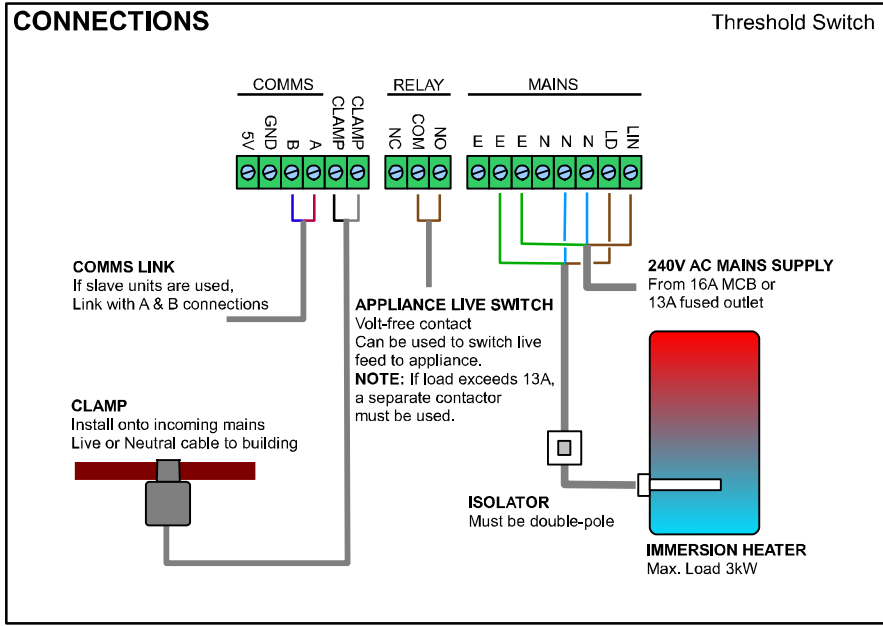 CONNECTIONS
Threshold Switch
COMMS
RELAY
MAINS
5V
GND
B
A
CLAMP
CLAMP
NC
COM
NO
E
E
E
N
N
N
LD
LIN
COMMS LINK
If slave units are used,
Link with A & B connections
240V AC MAINS SUPPLY
From 16A MCB or
13A fused outlet
APPLIANCE LIVE SWITCH
Volt-free contact
Can be used to switch live
feed to appliance.
NOTE: If load exceeds 13A,
a separate contactor
must be used.
CLAMP
Install onto incoming mains
Live or Neutral cable to building
ISOLATOR
Must be double-pole
IMMERSION HEATER
Max. Load 3kW